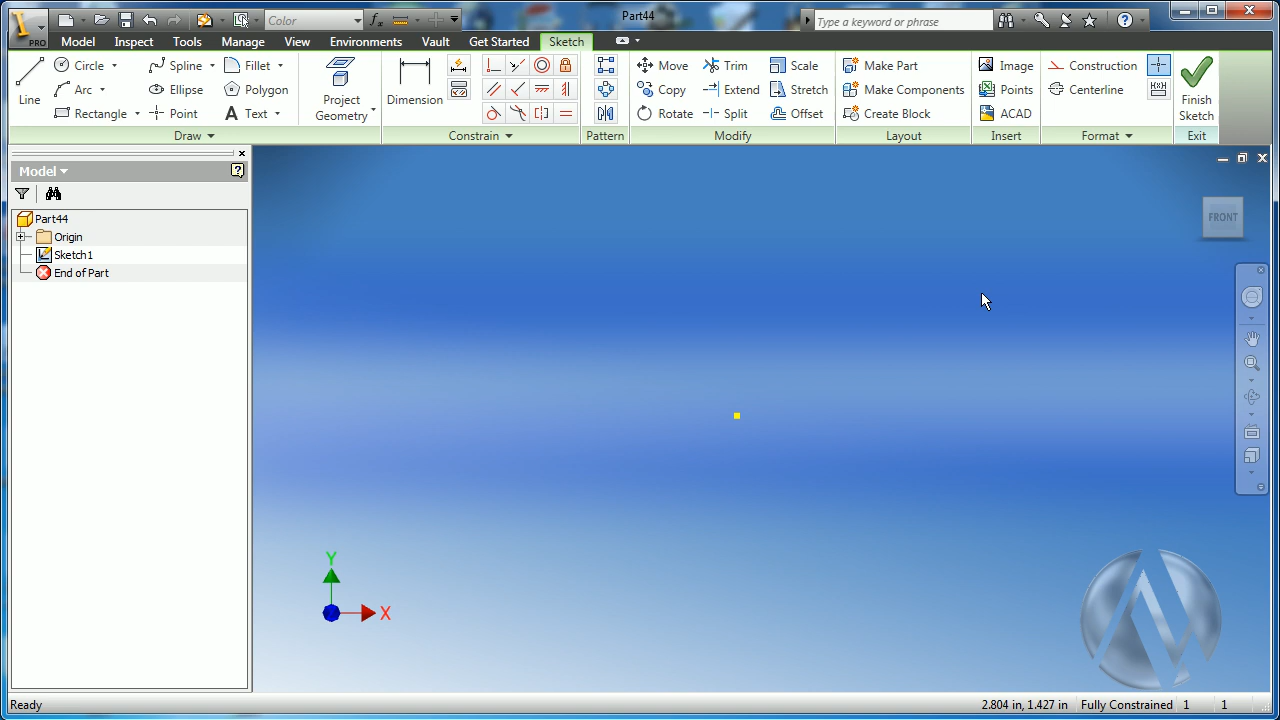 Part44
Color
Type a keyword or phrase
PRO
Model Inspect Tools Manage View Environments Vault Get Started Sketch
Line
Circle
Arc
Rectangle
Spline
Ellipse
Point
Fillet
Polygon
Text
Project
Geometry
Draw
Dimension
Constrain
Pattern
Move
Copy
Rotate
Trim
Extend
Split
Scale
Stretch
Offset
Modify
Make Part
Make Components
Create Block
Layout
Image
Points
ACAD
Insert
Construction
Centerline
Format
Finish
Sketch
Exit
Model
Part44
Origin
Sketch1
End of Part
FRONT
Y
X
Ready
2.804 in, 1.427 in Fully Constrained 1 1